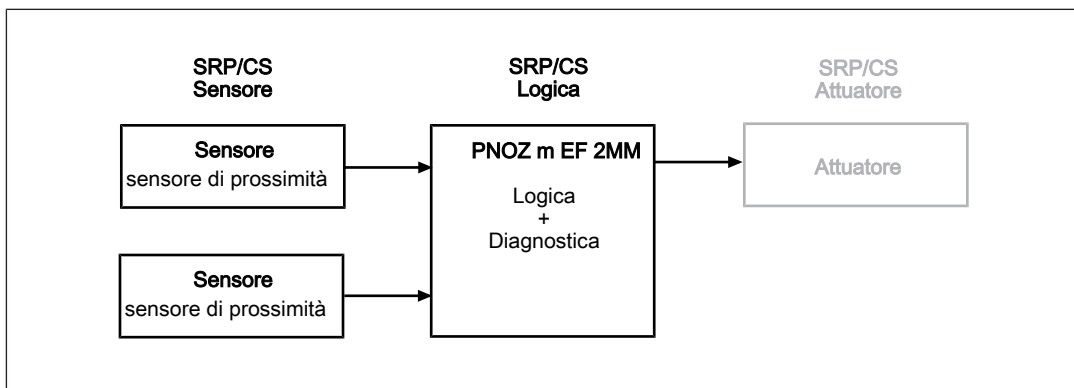 SRP/CS
Sensore
SRP/CS
Logica
SRP/CS
Attuatore
Sensore
sensore di prossimità
PNOZ m EF 2MM
Logica
+
Diagnostica
Attuatore
Sensore
sensore di prossimità